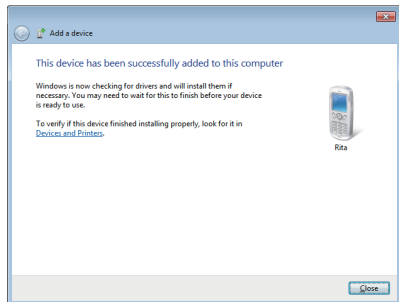 Add a device
This device has been successfully added to this computer
Windows is now checking for drivers and will install them if
necessary. You may need to wait for this to finish before your device
is ready to use.
To verify if this device finished installing properly, look for it in
Devices and Printers.
Rita
Close